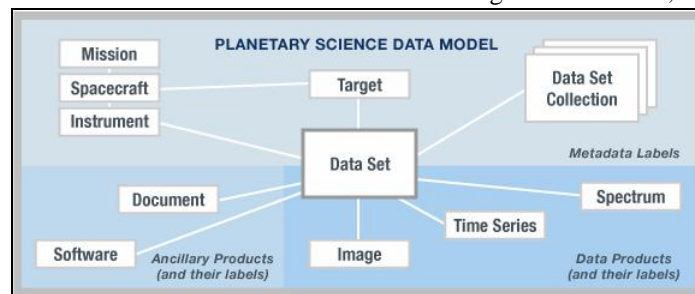 PLANETARY SCIENCE DATA MODEL
Mission
Spacecraft
Instrument
Target
Data Set
Collection
Metadata Labels
Data Set
Document
Software
Ancillary Products
(and their labels)
Image
Time Series
Spectrum
Data Products
(and their labels)